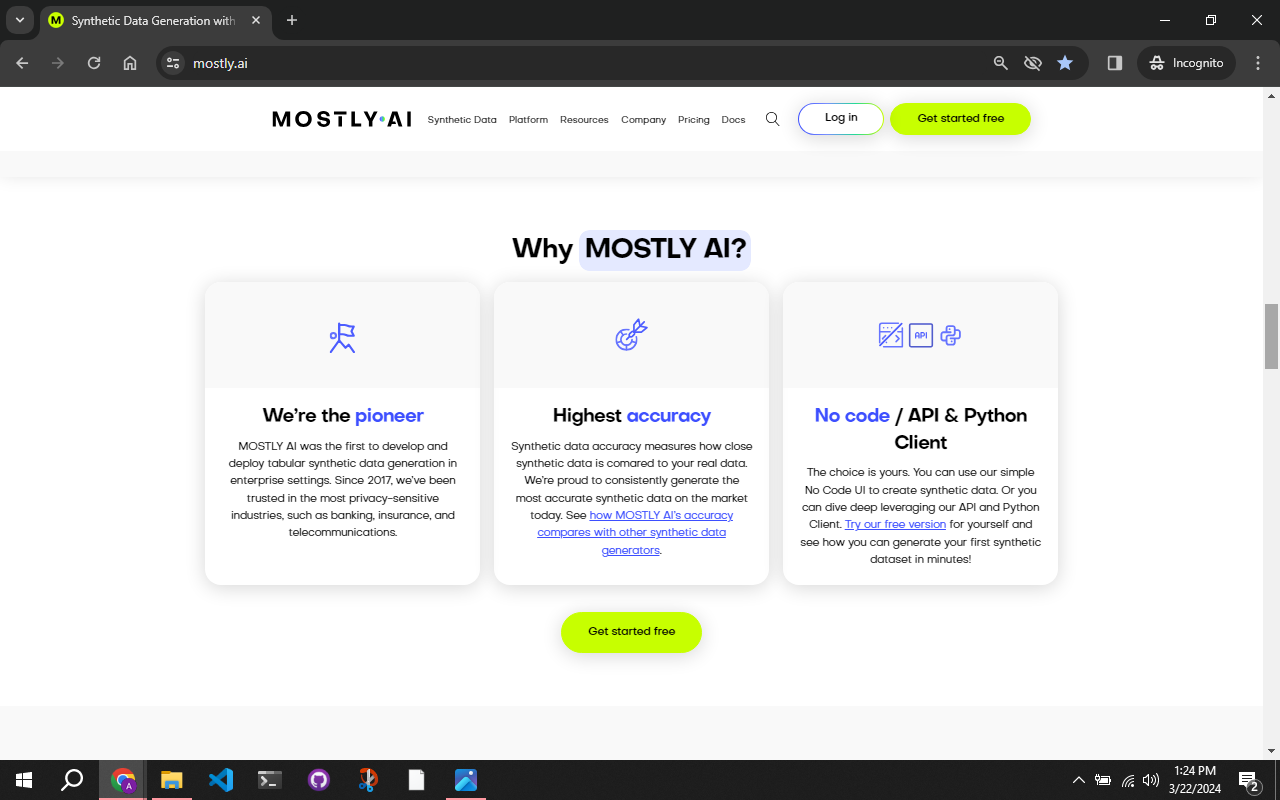 Synthetic Data Generation with
mostly.ai
Incognito
MOSTLY AI
Synthetic Data
Platform
Resources
Company
Pricing
Docs
Log in
Get started free
Why MOSTLY AI?
We're the pioneer
MOSTLY AI was the first to develop and
deploy tabular synthetic data generation in
enterprise settings. Since 2017, we've been
trusted in the most privacy-sensitive
industries, such as banking, insurance, and
telecommunications.
Highest accuracy
Synthetic data accuracy measures how close
synthetic data is comared to your real data.
We're proud to consistently generate the
most accurate synthetic data on the market
today. See how MOSTLY AI's accuracy
compares with other synthetic data
generators.
API
No code / API & Python
Client
The choice is yours. You can use our simple
No Code UI to create synthetic data. Or you
can dive deep leveraging our API and Python
Client. Try our free version for yourself and
see how you can generate your first synthetic
dataset in minutes!
Get started free
1:24 PM
3/22/2024
2